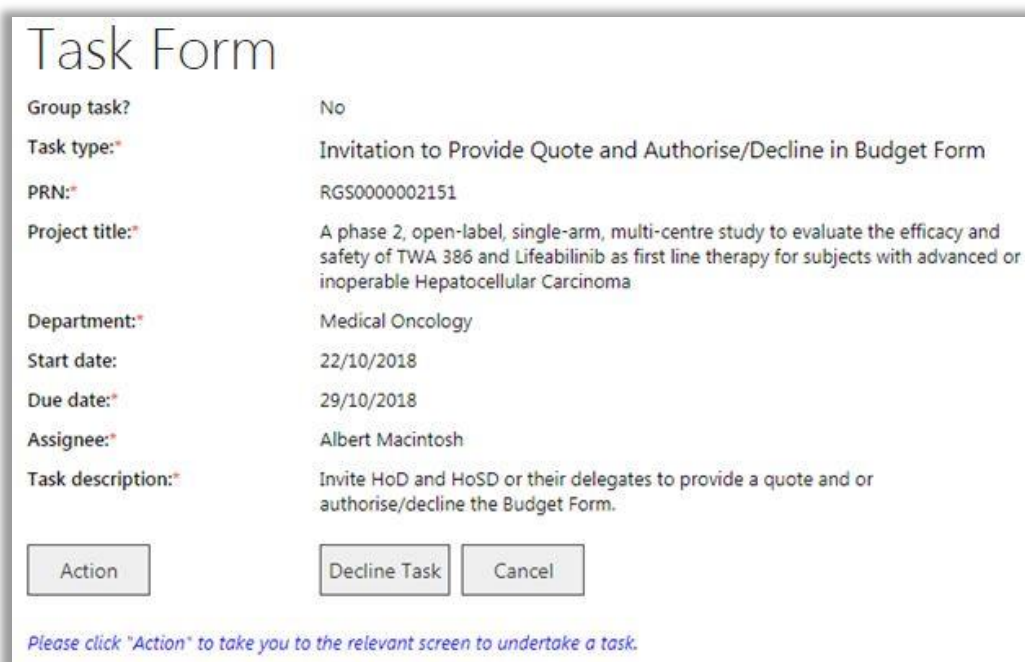 Task Form
Group task? No
Task type:* Invitation to Provide Quote and Authorise/Decline in Budget Form
PRN:* RGS0000002151
Project title:* A phase 2, open-label, single-arm, multi-centre study to evaluate the efficacy and
safety of TWA 386 and Lifeabilinib as first line therapy for subjects with advanced or
inoperable Hepatocellular Carcinoma
Department:* Medical Oncology
Start date: 22/10/2018
Due date:* 29/10/2018
Assignee:* Albert Macintosh
Task description:* Invite HoD and HoSD or their delegates to provide a quote and or
authorise/decline the Budget Form.
Action Decline Task Cancel
Please click "Action" to take you to the relevant screen to undertake a task.